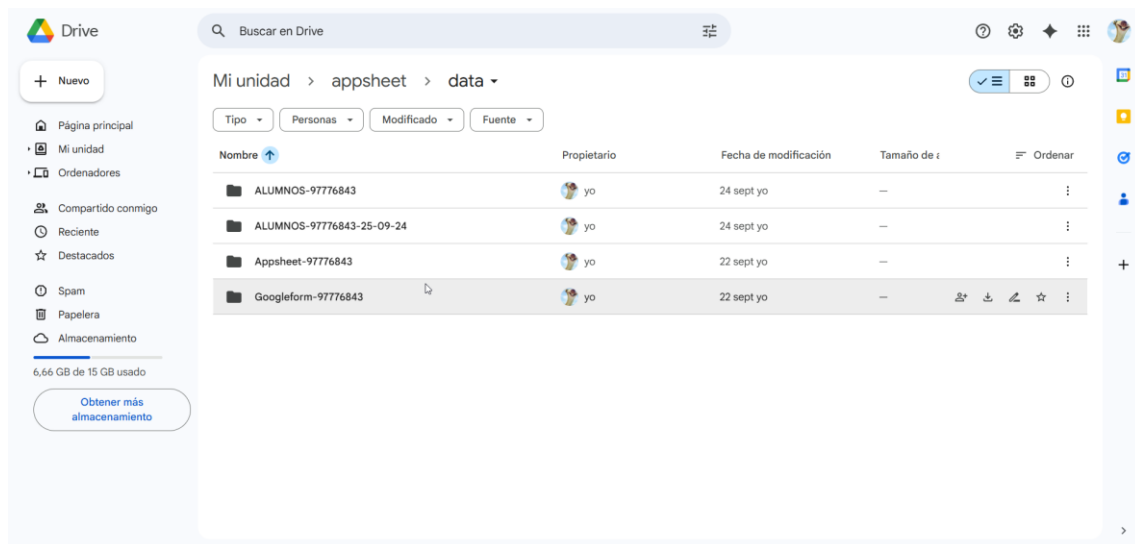 Drive
Buscar en Drive
Nuevo
Página principal
Mi unidad
Ordenadores
Compartido conmigo
Reciente
Destacados
Spam
Papelera
Almacenamiento
6,66 GB de 15 GB usado
Obtener más
almacenamiento
Mi unidad > appsheet > data
Tipo Personas Modificado Fuente
Nombre Propietario Fecha de modificación Tamaño de a Ordenar
ALUMNOS-97776843 yo 24 sept yo —
ALUMNOS-97776843-25-09-24 yo 24 sept yo —
Appsheet-97776843 yo 22 sept yo —
Googleform-97776843 yo 22 sept yo —
31